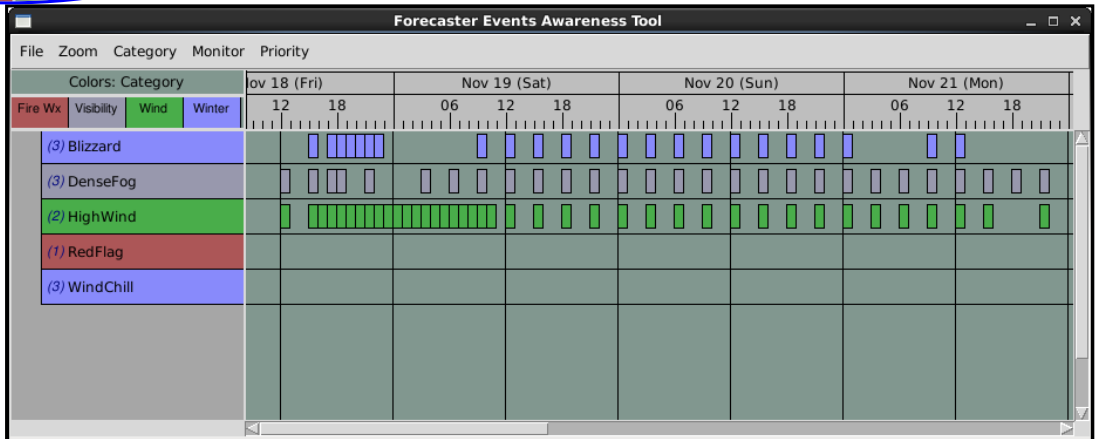 Forecaster Events Awareness Tool
File Zoom Category Monitor Priority
Colors: Category
lov 18 (Fri) Nov 19 (Sat) Nov 20 (Sun) Nov 21 (Mon)
Fire Wx Visibility Wind Winter
12 18 06 12 18 06 12 18 06 12 18
(3) Blizzard
(3) DenseFog
(2) HighWind
(1) RedFlag
(3) WindChill